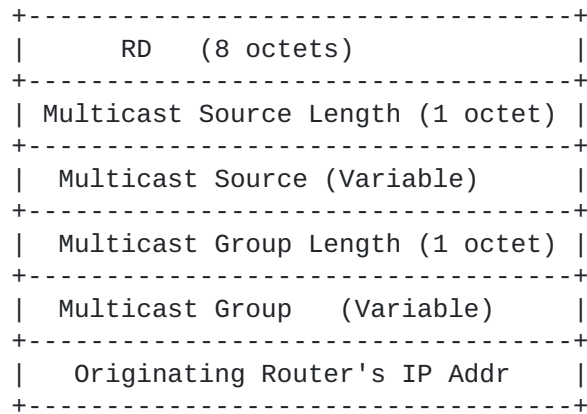 +-----------------------------------+
|      RD   (8 octets)              |
+-----------------------------------+
| Multicast Source Length (1 octet) |
+-----------------------------------+
|  Multicast Source (Variable)      |
+-----------------------------------+
|  Multicast Group Length (1 octet) |
+-----------------------------------+
|  Multicast Group   (Variable)     |
+-----------------------------------+
|   Originating Router's IP Addr    |
+-----------------------------------+